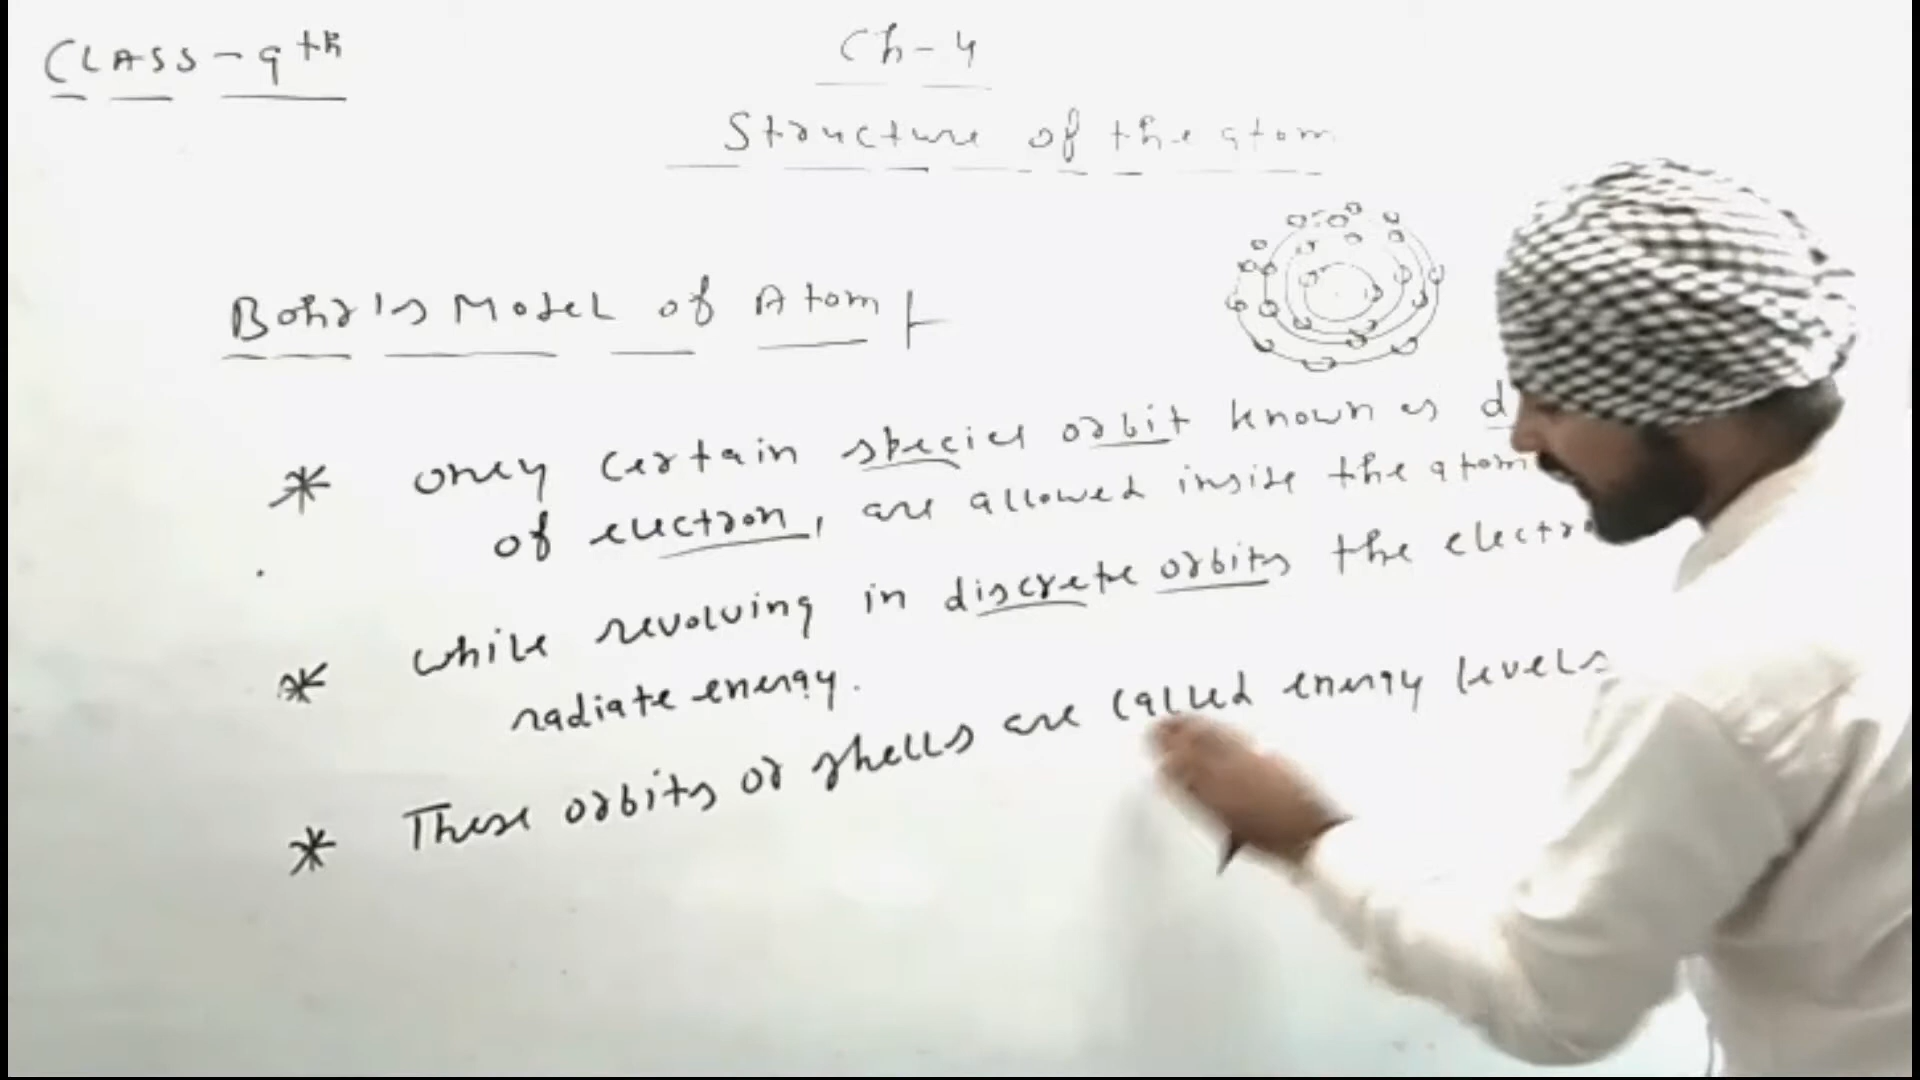 CLASS-9th
Ch-4
Structure of the atom
Bohr's Model of Atom
* only certain special orbit known as d
of electron, are allowed inside the atom
* while revolving in discrete orbits the electro
radiate energy.
* These orbits or shells are called energy levels